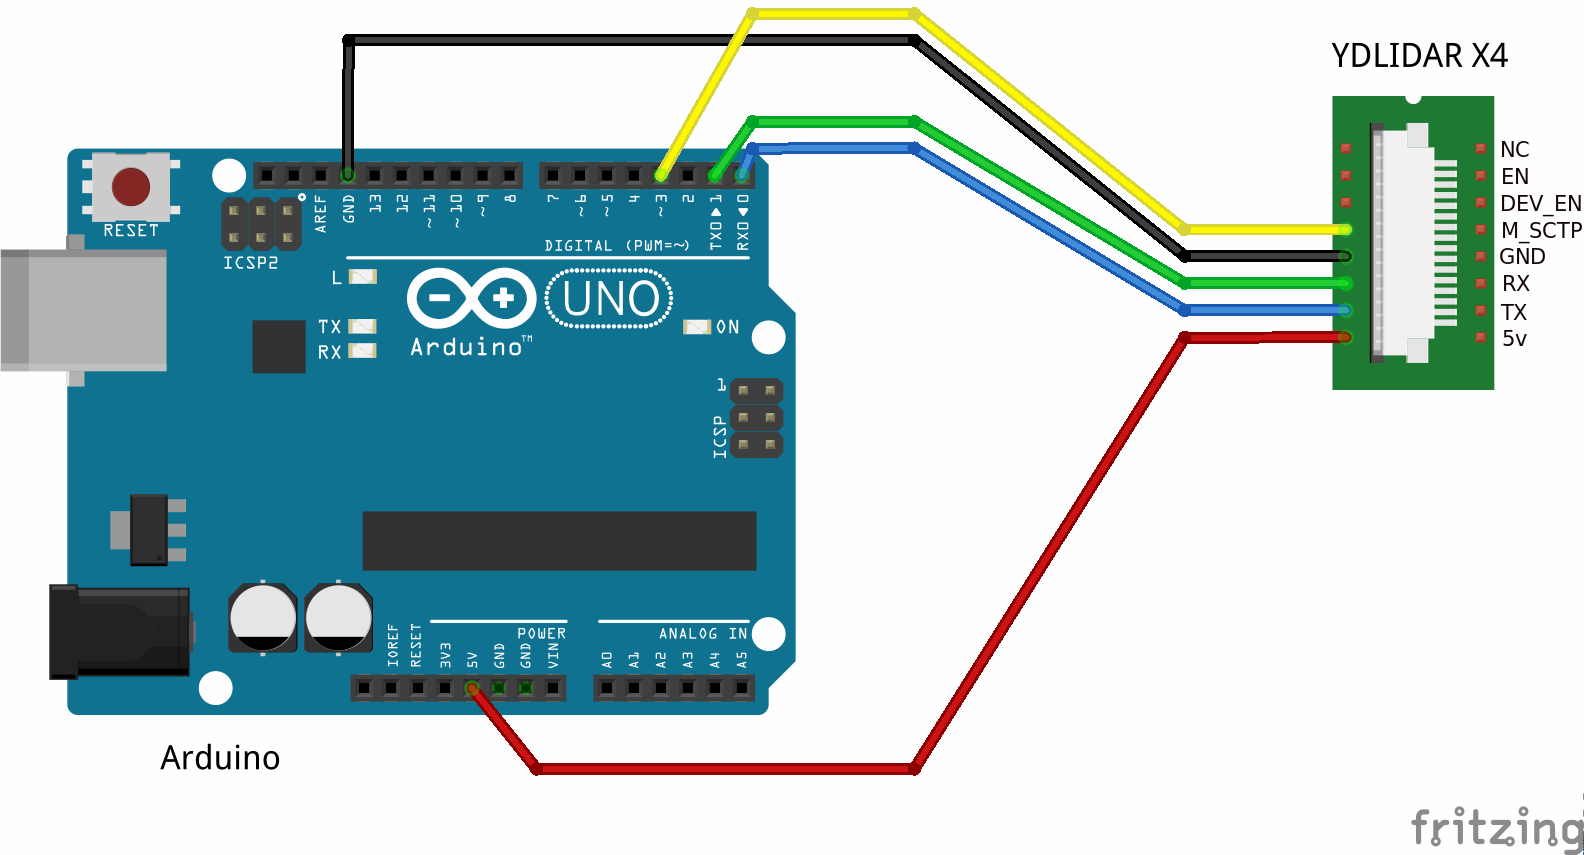 YDLIDAR X4
NC
EN
DEV_EN
M_SCTP
GND
RX
TX
5v
RESET
ICSP2
AREF
GND
13
12
~11
~10
~9
8
7
~6
~5
4
~3
2
TX0▶1
RX0◀0
DIGITAL (PWM=~)
L
TX
RX
UNO
Arduino™
ON
1
ICSP
IOREF
RESET
3V3
5V
GND
GND
VIN
POWER
ANALOG IN
A0
A1
A2
A3
A4
A5
Arduino
fritzing